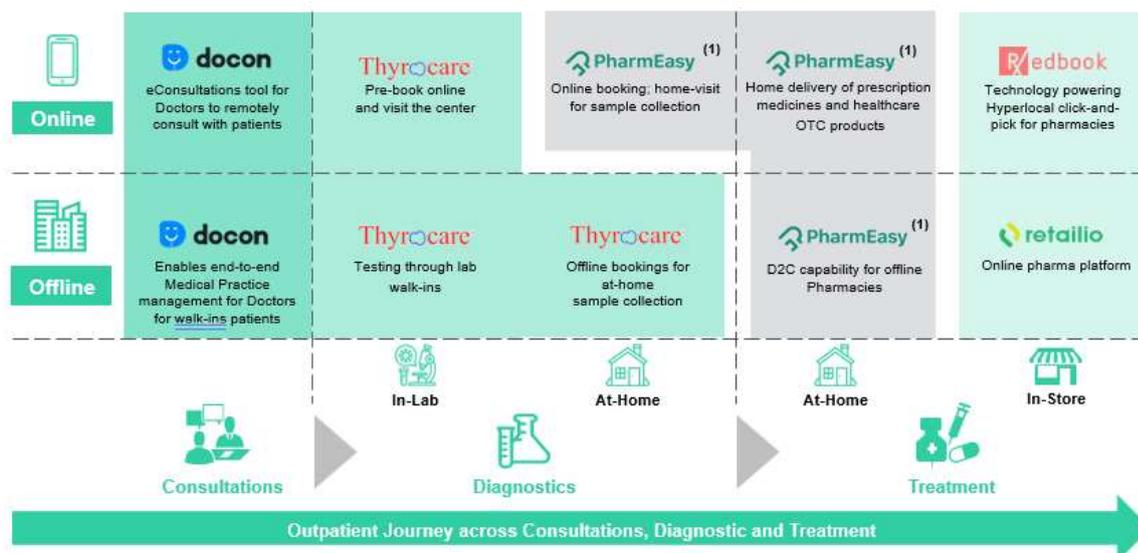 Online
docon
eConsultations tool for
Doctors to remotely
consult with patients
Thyrocare
Pre-book online
and visit the center
PharmEasy (1)
Online booking; home-visit
for sample collection
PharmEasy (1)
Home delivery of prescription
medicines and healthcare
OTC products
Redbook
Technology powering
Hyperlocal click-and-
pick for pharmacies
Offline
docon
Enables end-to-end
Medical Practice
management for Doctors
for walk-ins patients
Thyrocare
Testing through lab
walk-ins
Thyrocare
Offline bookings for
at-home
sample collection
PharmEasy (1)
D2C capability for offline
Pharmacies
retailio
Online pharma platform
In-Lab
At-Home
At-Home
In-Store
Consultations
Diagnostics
Treatment
Outpatient Journey across Consultations, Diagnostic and Treatment